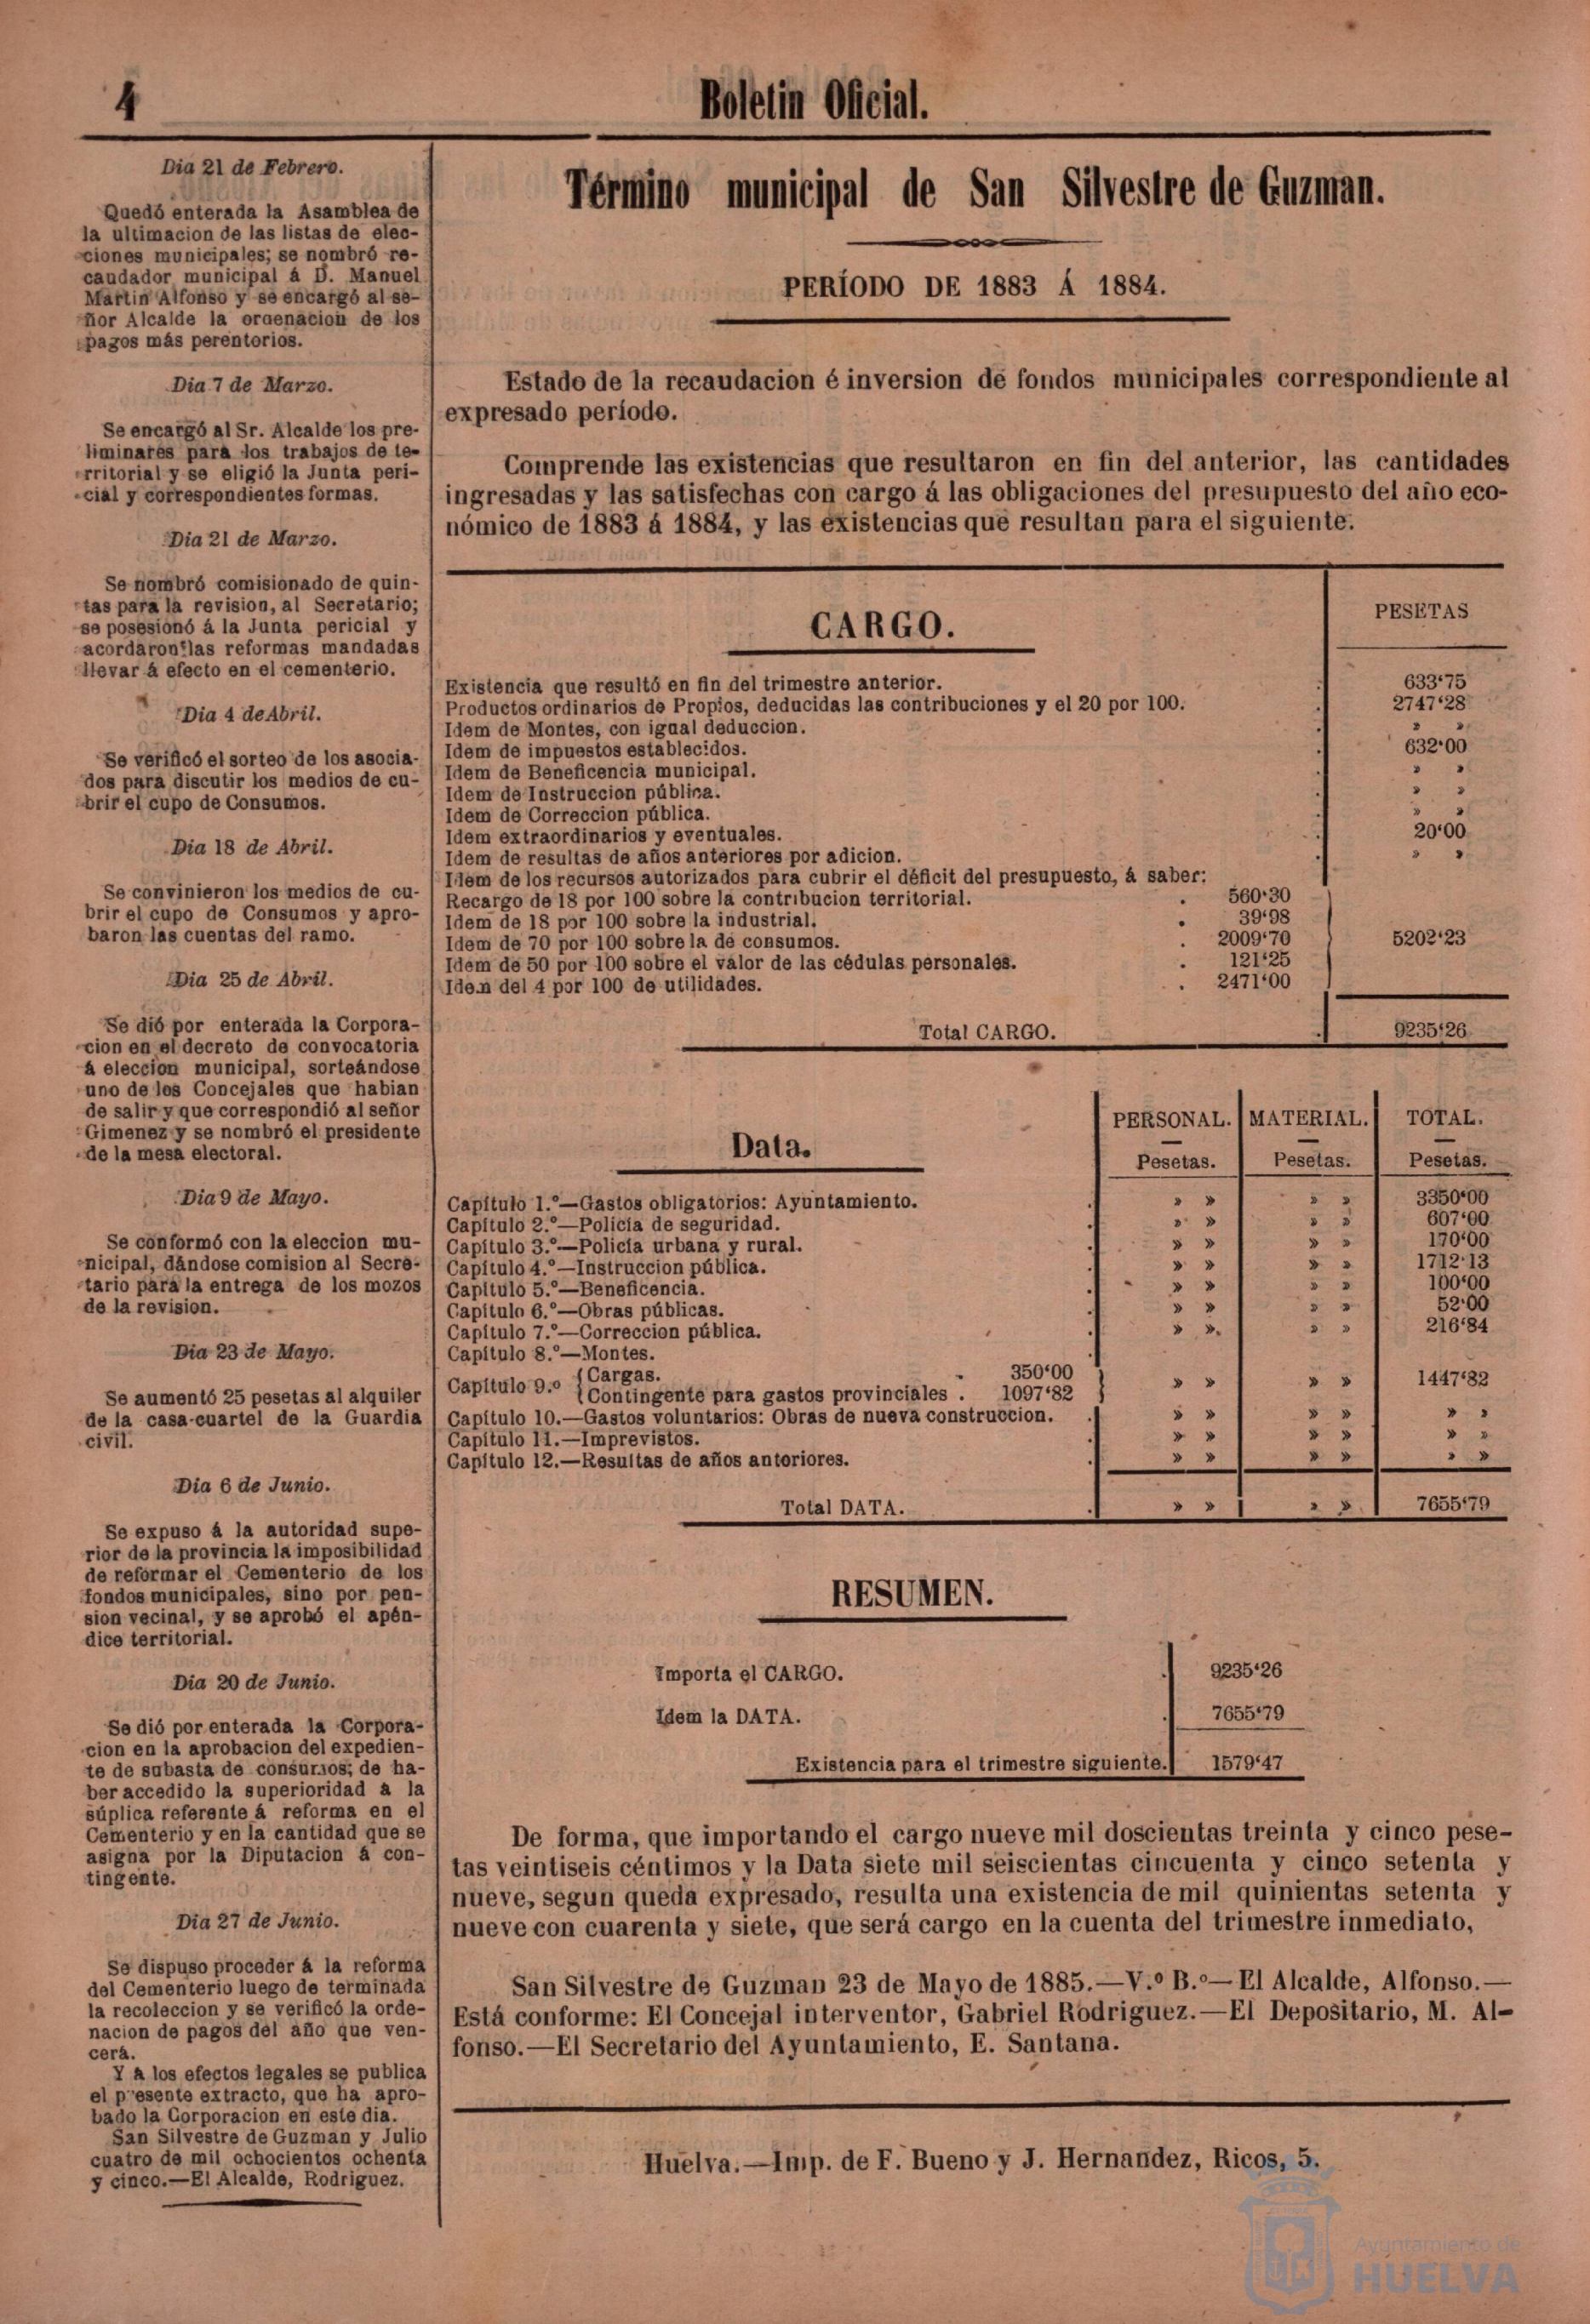 4
Boletin Oficial.
Dia 21 de Febrero.
Quedó enterada la Asamblea de
la ultimacion de las listas de elec-
ciones municipales; se nombró re-
caudador municipal á D. Manuel
Martin Alfonso y se encargó al se-
ñor Alcalde la ordenacion de los
pagos más perentorios.
Dia 7 de Marzo.
Se encargó al Sr. Alcalde los pre-
liminares para los trabajos de te-
rritorial y se eligió la Junta peri-
cial y correspondientes formas.
Dia 21 de Marzo.
Se nombró comisionado de quin-
tas para la revision, al Secretario;
se posesionó á la Junta pericial y
acordaron las reformas mandadas
llevar á efecto en el cementerio.
Dia 4 de Abril.
Se verificó el sorteo de los asocia-
dos para discutir los medios de cu-
brir el cupo de Consumos.
Dia 18 de Abril.
Se convinieron los medios de cu-
brir el cupo de Consumos y apro-
baron las cuentas del ramo.
Dia 25 de Abril.
Se dió por enterada la Corpora-
cion en el decreto de convocatoria
á eleccion municipal, sorteándose
uno de los Concejales que habian
de salir y que correspondió al señor
Gimenez y se nombró el presidente
de la mesa electoral.
Dia 9 de Mayo.
Se conformó con la eleccion mu-
nicipal, dándose comision al Secre-
tario para la entrega de los mozos
de la revision.
Dia 23 de Mayo.
Se aumentó 25 pesetas al alquiler
de la casa-cuartel de la Guardia
civil.
Dia 6 de Junio.
Se expuso á la autoridad supe-
rior de la provincia la imposibilidad
de reformar el Cementerio de los
fondos municipales, sino por pen-
sion vecinal, y se aprobó el apén-
dice territorial.
Dia 20 de Junio.
Se dió por enterada la Corpora-
cion en la aprobacion del expedien-
te de subasta de consumos; de ha-
ber accedido la superioridad á la
súplica referente á reforma en el
Cementerio y en la cantidad que se
asigna por la Diputacion á con-
tingente.
Dia 27 de Junio.
Se dispuso proceder á la reforma
del Cementerio luego de terminada
la recoleccion y se verificó la orde-
nacion de pagos del año que ven-
cerá.
Y á los efectos legales se publica
el presente extracto, que ha apro-
bado la Corporacion en este dia.
San Silvestre de Guzman y Julio
cuatro de mil ochocientos ochenta
y cinco.—El Alcalde, Rodriguez.
Término municipal de San Silvestre de Guzman.
PERÍODO DE 1883 Á 1884.
Estado de la recaudacion é inversion de fondos municipales correspondiente al
expresado período.
Comprende las existencias que resultaron en fin del anterior, las cantidades
ingresadas y las satisfechas con cargo á las obligaciones del presupuesto del año eco-
nómico de 1883 á 1884, y las existencias que resultan para el siguiente.
CARGO. PESETAS
Existencia que resultó en fin del trimestre anterior. 633‘75
Productos ordinarios de Propios, deducidas las contribuciones y el 20 por 100. 2747‘28
Idem de Montes, con igual deduccion. » »
Idem de impuestos establecidos. 632‘00
Idem de Beneficencia municipal. » »
Idem de Instruccion pública. » »
Idem de Correccion pública. » »
Idem extraordinarios y eventuales. 20‘00
Idem de resultas de años anteriores por adicion. » »
Idem de los recursos autorizados para cubrir el déficit del presupuesto, á saber:
Recargo de 18 por 100 sobre la contribucion territorial. . 560‘30
Idem de 18 por 100 sobre la industrial. . 39‘98
Idem de 70 por 100 sobre la de consumos. . 2009‘70 5202‘23
Idem de 50 por 100 sobre el valor de las cédulas personales. . 121‘25
Idem del 4 por 100 de utilidades. . 2471‘00
Total CARGO. 9235‘26
Data. PERSONAL. MATERIAL. TOTAL.
Pesetas. Pesetas. Pesetas.
Capítulo 1.º—Gastos obligatorios: Ayuntamiento. » » » » 3350‘00
Capítulo 2.º—Policía de seguridad. » » » » 607‘00
Capítulo 3.º—Policía urbana y rural. » » » » 170‘00
Capítulo 4.º—Instruccion pública. » » » » 1712‘13
Capítulo 5.º—Beneficencia. » » » » 100‘00
Capítulo 6.º—Obras públicas. » » » » 52‘00
Capítulo 7.º—Correccion pública. » » » » 216‘84
Capítulo 8.º—Montes.
Capítulo 9.º { Cargas. . 350‘00
{ Contingente para gastos provinciales . 1097‘82 } » » » » 1447‘82
Capítulo 10.—Gastos voluntarios: Obras de nueva construccion. » » » » » »
Capítulo 11.—Imprevistos. » » » » » »
Capítulo 12.—Resultas de años anteriores. » » » » » »
Total DATA. » » » » 7655‘79
RESUMEN.
Importa el CARGO. 9235‘26
Idem la DATA. 7655‘79
Existencia para el trimestre siguiente. 1579‘47
De forma, que importando el cargo nueve mil doscientas treinta y cinco pese-
tas veintiseis céntimos y la Data siete mil seiscientas cincuenta y cinco setenta y
nueve, segun queda expresado, resulta una existencia de mil quinientas setenta y
nueve con cuarenta y siete, que será cargo en la cuenta del trimestre inmediato,
San Silvestre de Guzman 23 de Mayo de 1885.—V.º B.º—El Alcalde, Alfonso.—
Está conforme: El Concejal interventor, Gabriel Rodriguez.—El Depositario, M. Al-
fonso.—El Secretario del Ayuntamiento, E. Santana.
Huelva.—Imp. de F. Bueno y J. Hernandez, Ricos, 5.
Ayuntamiento de
HUELVA